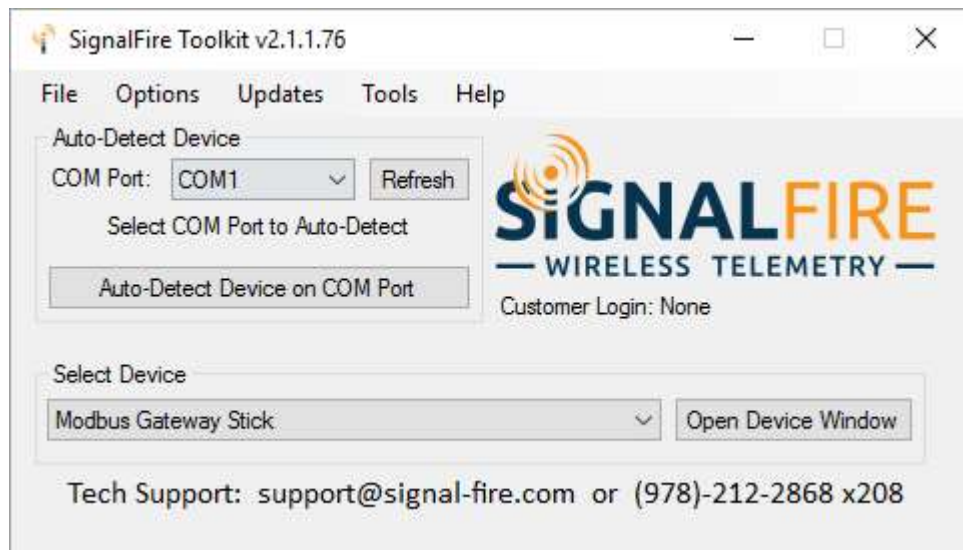 SignalFire Toolkit v2.1.1.76
File Options Updates Tools Help
Auto-Detect Device
COM Port: COM1 Refresh
Select COM Port to Auto-Detect
Auto-Detect Device on COM Port
SIGNALFIRE
WIRELESS TELEMETRY
Customer Login: None
Select Device
Modbus Gateway Stick Open Device Window
Tech Support: support@signal-fire.com or (978)-212-2868 x208